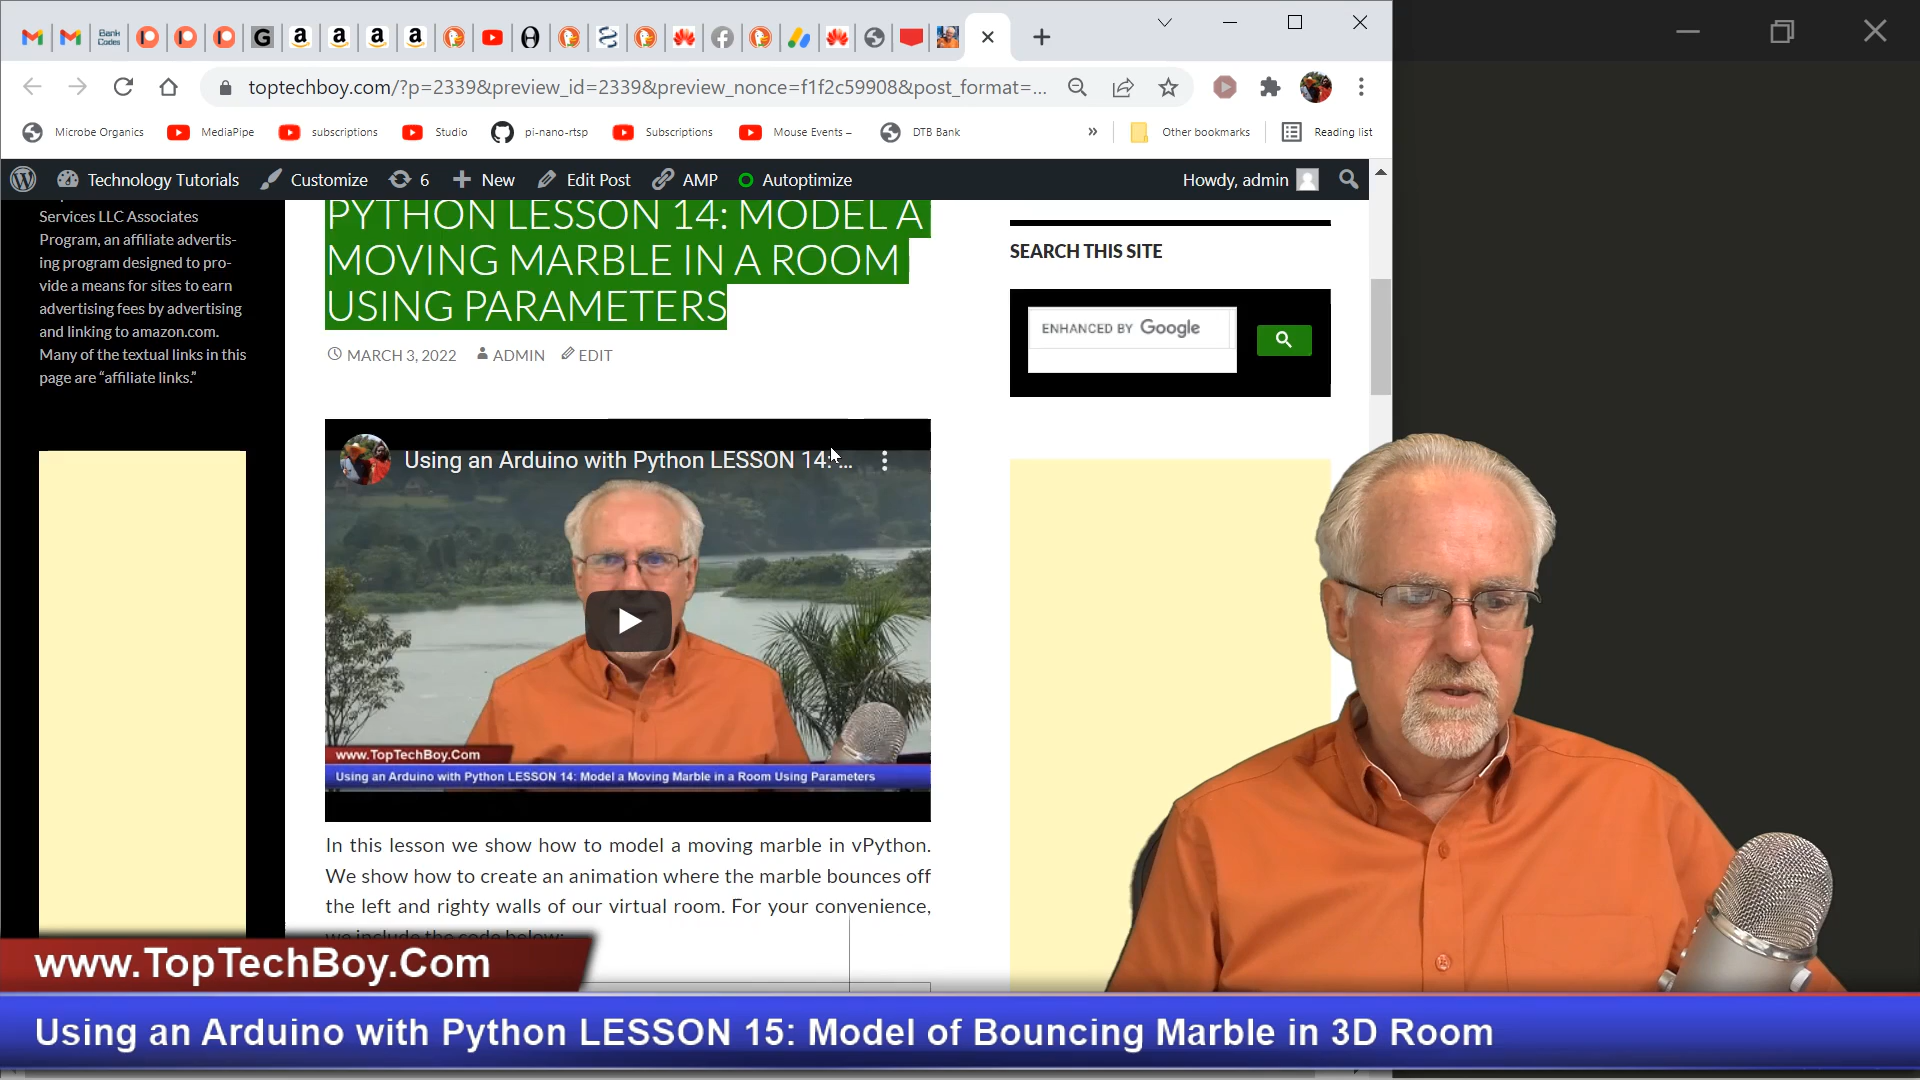 Bank
Codes
G
toptechboy.com/?p=2339&preview_id=2339&preview_nonce=f1f2c59908&post_format=...
Microbe Organics
MediaPipe
subscriptions
Studio
pi-nano-rtsp
Subscriptions
Mouse Events –
DTB Bank
»
Other bookmarks
Reading list
Technology Tutorials
Customize
6
New
Edit Post
AMP
Autoptimize
Howdy, admin
Services LLC Associates
Program, an affiliate advertis-
ing program designed to pro-
vide a means for sites to earn
advertising fees by advertising
and linking to amazon.com.
Many of the textual links in this
page are “affiliate links.”
PYTHON LESSON 14: MODEL A
MOVING MARBLE IN A ROOM
USING PARAMETERS
MARCH 3, 2022 ADMIN EDIT
SEARCH THIS SITE
ENHANCED BY Google
Using an Arduino with Python LESSON 14: ...
www.TopTechBoy.Com
Using an Arduino with Python LESSON 14: Model a Moving Marble in a Room Using Parameters
In this lesson we show how to model a moving marble in vPython.
We show how to create an animation where the marble bounces off
the left and righty walls of our virtual room. For your convenience,
we include the code below:
www.TopTechBoy.Com
Using an Arduino with Python LESSON 15: Model of Bouncing Marble in 3D Room